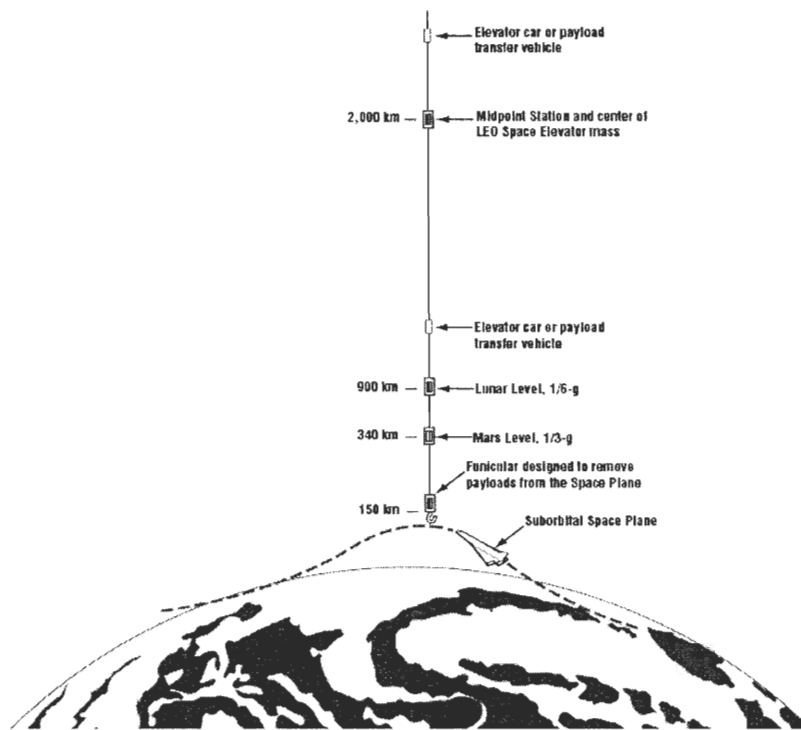 Elevator car or payload
transfer vehicle
2,000 km
Midpoint Station and center of
LEO Space Elevator mass
Elevator car or payload
transfer vehicle
900 km
Lunar Level, 1/6-g
340 km
Mars Level, 1/3-g
Funicular designed to remove
payloads from the Space Plane
150 km
Suborbital Space Plane